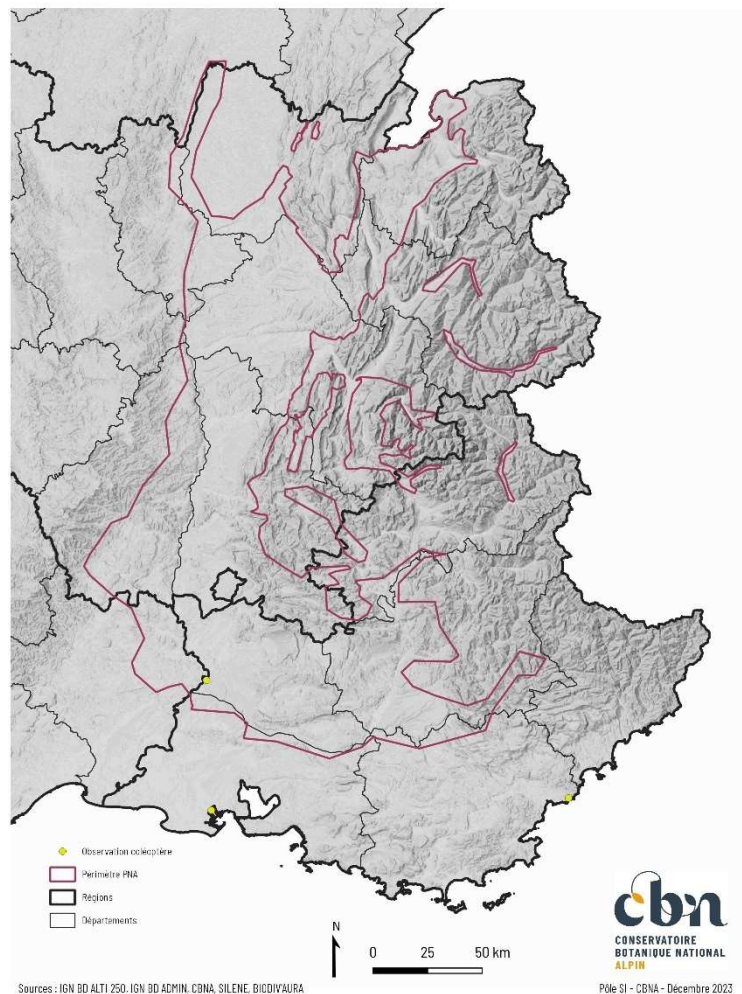 Observation coléoptère
Périmètre PNA
Régions
Départements
N
0 25 50 km
cbn
CONSERVATOIRE
BOTANIQUE NATIONAL
ALPIN
Sources : IGN BD ALTI 250, IGN BD ADMIN, CBNA, SILENE, BIODIV'AURA
Pôle SI - CBNA - Décembre 2023